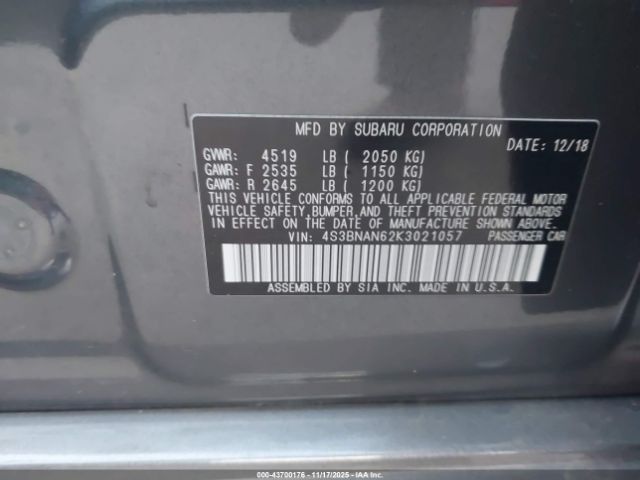 MFD BY SUBARU CORPORATION
DATE: 12/18
GVWR: 4519 LB ( 2050 KG)
GAWR: F 2535 LB ( 1150 KG)
GAWR: R 2645 LB ( 1200 KG)
THIS VEHICLE CONFORMS TO ALL APPLICABLE FEDERAL MOTOR
VEHICLE SAFETY, BUMPER, AND THEFT PREVENTION STANDARDS
IN EFFECT ON THE DATE OF MANUFACTURE SHOWN ABOVE.
VIN: 4S3BNAN62K3021057 PASSENGER CAR
ASSEMBLED BY SIA INC. MADE IN U.S.A.
000-43700176 - 11/17/2025 - IAAI.COM